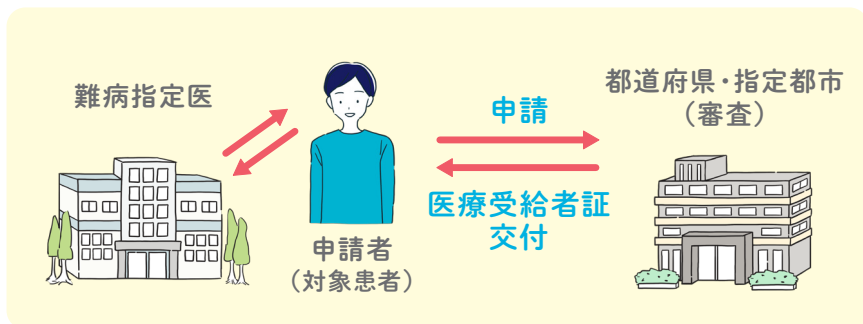 難病指定医
申請者
（対象患者）
申請
医療受給者証
交付
都道府県・指定都市
（審査）